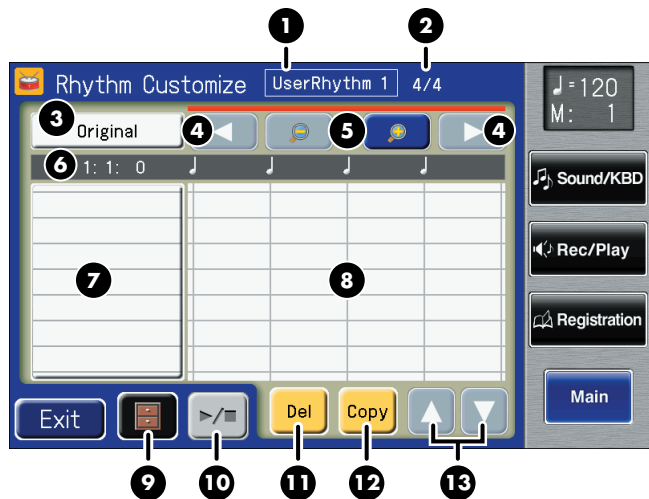 1 2
Rhythm Customize UserRhythm 1 4/4
♩=120
M: 1
3 Original 4 5 4
6 1: 1: 0 ♩ ♩ ♩ ♩
Sound/KBD
7 8
Rec/Play
Registration
Exit ►/■ Del Copy
Main
9 10 11 12 13